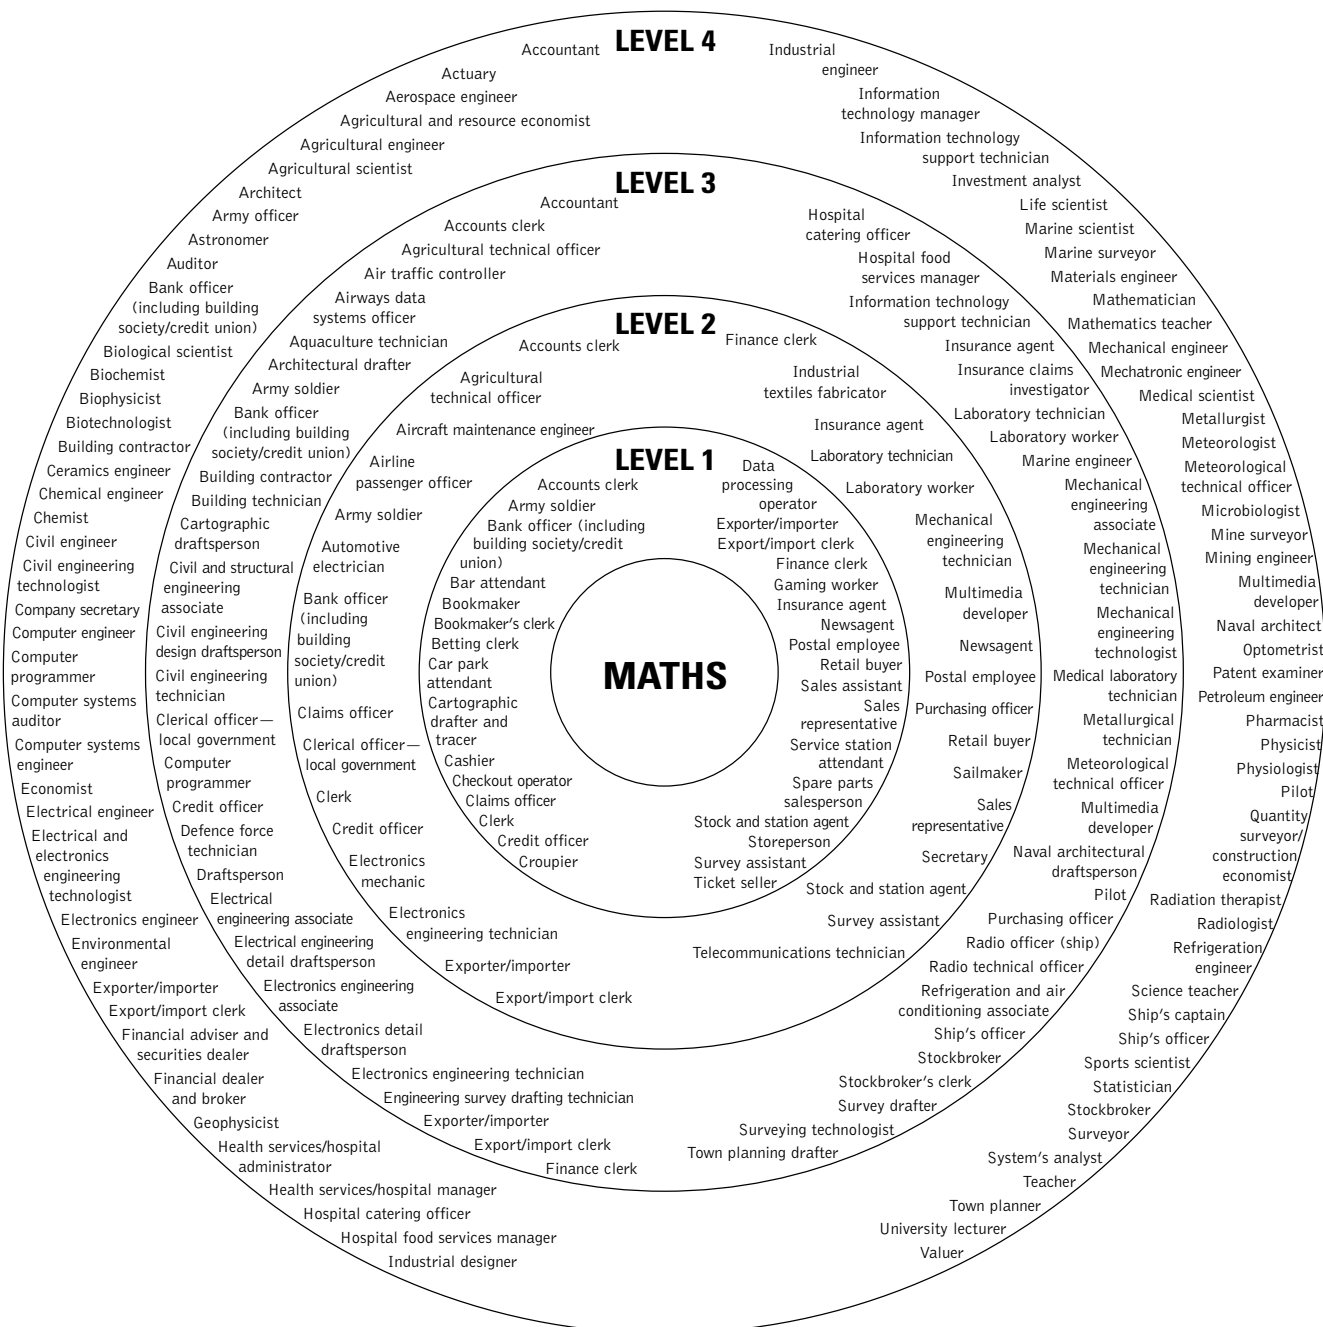 LEVEL 4
Accountant
Actuary
Aerospace engineer
Agricultural and resource economist
Agricultural engineer
Agricultural scientist
Architect
Army officer
Astronomer
Auditor
Bank officer
(including building
society/credit union)
Biological scientist
Biochemist
Biophysicist
Biotechnologist
Building contractor
Ceramics engineer
Chemical engineer
Chemist
Civil engineer
Civil engineering
technologist
Company secretary
Computer engineer
Computer
programmer
Computer systems
auditor
Computer systems
engineer
Economist
Electrical engineer
Electrical and
electronics
engineering
technologist
Electronics engineer
Environmental
engineer
Exporter/importer
Export/import clerk
Financial adviser and
securities dealer
Financial dealer
and broker
Geophysicist
Health services/hospital
administrator
Health services/hospital manager
Hospital catering officer
Hospital food services manager
Industrial designer
Industrial
engineer
Information
technology manager
Information technology
support technician
Investment analyst
Life scientist
Marine scientist
Marine surveyor
Materials engineer
Mathematician
Mathematics teacher
Mechanical engineer
Mechatronic engineer
Medical scientist
Metallurgist
Meteorologist
Meteorological
technical officer
Microbiologist
Mine surveyor
Mining engineer
Multimedia
developer
Naval architect
Optometrist
Patent examiner
Petroleum engineer
Pharmacist
Physicist
Physiologist
Pilot
Quantity
surveyor/
construction
economist
Radiation therapist
Radiologist
Refrigeration
engineer
Science teacher
Ship's captain
Ship's officer
Sports scientist
Statistician
Stockbroker
Surveyor
System's analyst
Teacher
Town planner
University lecturer
Valuer
LEVEL 3
Accountant
Accounts clerk
Agricultural technical officer
Air traffic controller
Airways data
systems officer
Aquaculture technician
Architectural drafter
Army soldier
Bank officer
(including building
society/credit union)
Building contractor
Building technician
Cartographic
draftsperson
Civil and structural
engineering
associate
Civil engineering
design draftsperson
Civil engineering
technician
Clerical officer—
local government
Computer
programmer
Credit officer
Defence force
technician
Draftsperson
Electrical
engineering associate
Electrical engineering
detail draftsperson
Electronics engineering
associate
Electronics detail
draftsperson
Electronics engineering technician
Engineering survey drafting technician
Exporter/importer
Export/import clerk
Finance clerk
Hospital
catering officer
Hospital food
services manager
Information technology
support technician
Insurance agent
Insurance claims
investigator
Laboratory technician
Laboratory worker
Marine engineer
Mechanical
engineering
associate
Mechanical
engineering
technician
Mechanical
engineering
technologist
Medical laboratory
technician
Metallurgical
technician
Meteorological
technical officer
Multimedia
developer
Naval architectural
draftsperson
Pilot
Purchasing officer
Radio officer (ship)
Radio technical officer
Refrigeration and air
conditioning associate
Ship's officer
Stockbroker
Stockbroker's clerk
Survey drafter
Surveying technologist
Town planning drafter
LEVEL 2
Accounts clerk
Agricultural
technical officer
Aircraft maintenance engineer
Airline
passenger officer
Army soldier
Automotive
electrician
Bank officer
(including
building
society/credit
union)
Claims officer
Clerical officer—
local government
Clerk
Credit officer
Electronics
mechanic
Electronics
engineering technician
Exporter/importer
Export/import clerk
Finance clerk
Industrial
textiles fabricator
Insurance agent
Laboratory technician
Laboratory worker
Mechanical
engineering
technician
Multimedia
developer
Newsagent
Postal employee
Purchasing officer
Retail buyer
Sailmaker
Sales
representative
Secretary
Stock and station agent
Survey assistant
Telecommunications technician
LEVEL 1
Accounts clerk
Army soldier
Bank officer (including
building society/credit
union)
Bar attendant
Bookmaker
Bookmaker's clerk
Betting clerk
Car park
attendant
Cartographic
drafter and
tracer
Cashier
Checkout operator
Claims officer
Clerk
Credit officer
Croupier
Data
processing
operator
Exporter/importer
Export/import clerk
Finance clerk
Gaming worker
Insurance agent
Newsagent
Postal employee
Retail buyer
Sales assistant
Sales
representative
Service station
attendant
Spare parts
salesperson
Stock and station agent
Storeperson
Survey assistant
Ticket seller
MATHS